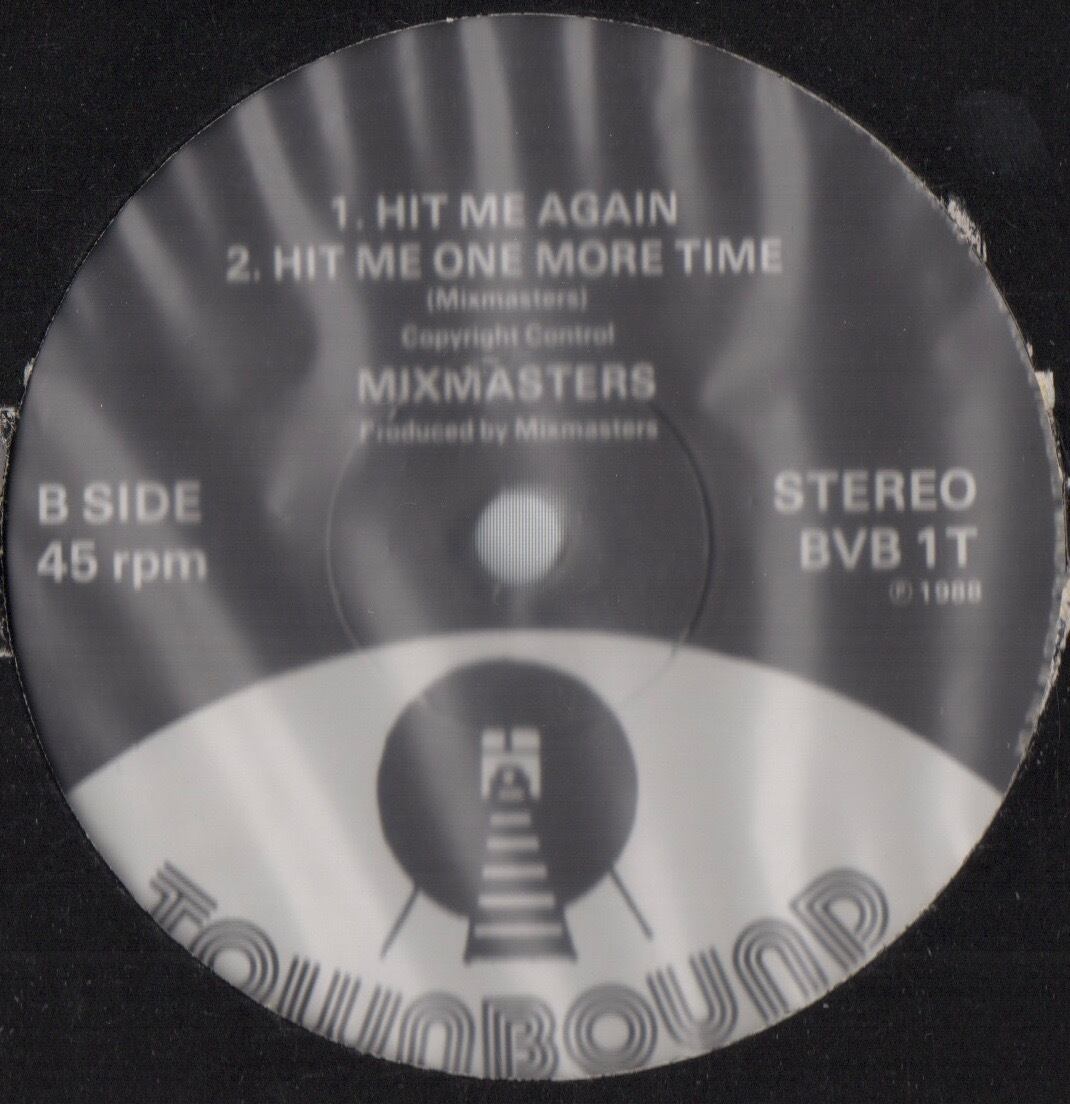 1. HIT ME AGAIN
2. HIT ME ONE MORE TIME
(Mixmasters)
Copyright Control
MIXMASTERS
Produced by Mixmasters
B SIDE
45 rpm
STEREO
BVB 1T
Ⓟ 1988
TOWNBOUND